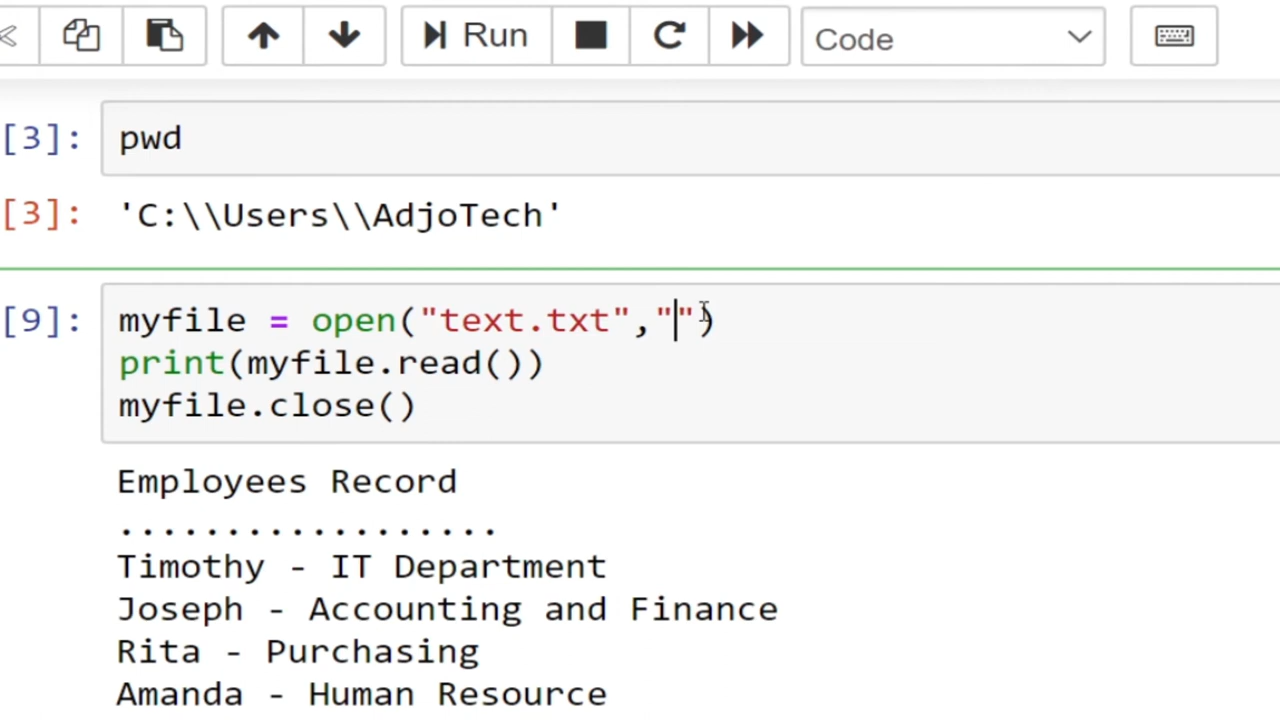 Run
Code
[3]: pwd
[3]: 'C:\\Users\\AdjoTech'
[9]: myfile = open("text.txt","")
print(myfile.read())
myfile.close()
Employees Record
..................
Timothy - IT Department
Joseph - Accounting and Finance
Rita - Purchasing
Amanda - Human Resource